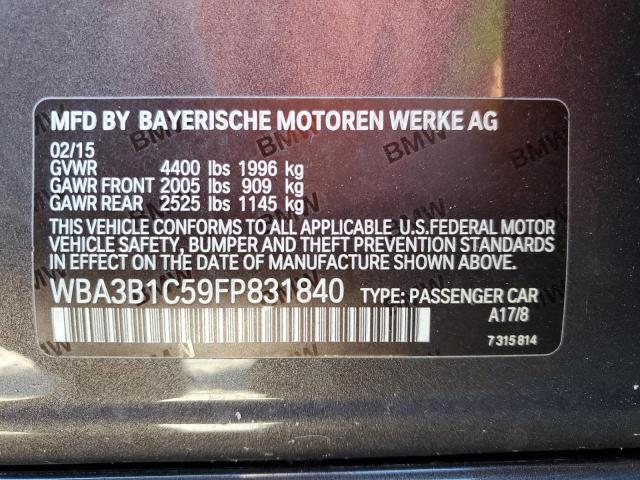 MFD BY BAYERISCHE MOTOREN WERKE AG
02/15
GVWR 4400 lbs 1996 kg
GAWR FRONT 2005 lbs 909 kg
GAWR REAR 2525 lbs 1145 kg
THIS VEHICLE CONFORMS TO ALL APPLICABLE U.S.FEDERAL MOTOR
VEHICLE SAFETY, BUMPER AND THEFT PREVENTION STANDARDS
IN EFFECT ON THE DATE OF MANUFACTURE SHOWN ABOVE.
WBA3B1C59FP831840 TYPE: PASSENGER CAR
A17/8
7 315 814